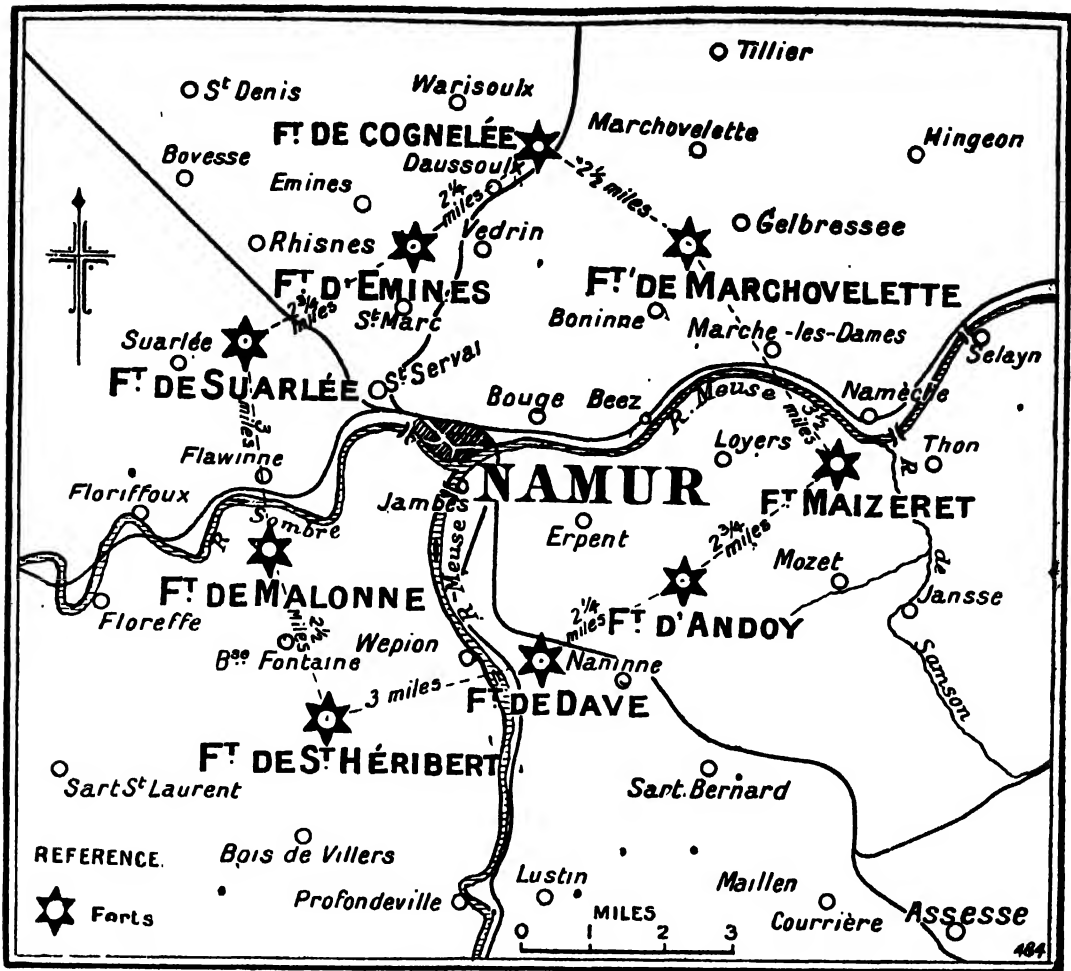 Tillier
St Denis
Warisoulx
FT. DE COGNELÉE
Marchovelette
Hingeon
Bovesse
Daussoulx
Emines
2¼ miles
2½ miles
Gelbressee
Rhisnes
Vedrin
FT D'EMINES
FT DE MARCHOVELETTE
2¾ miles
St Marc
Boninne
Marche-les-Dames
Suarlée
Selayn
FT DE SUARLÉE
St Serval
R. Meuse
Bouge
Beez
Namèche
3 miles
3½ miles
Flawinne
Loyers
Thon
NAMUR
Floriffoux
Jambes
FT MAIZERET
R. Sombre
Erpent
2¾ miles
R. de Samson
R. Meuse
Mozet
FT DE MALONNE
Jansse
Floreffe
2¼ miles
FT D'ANDOY
2½ miles
Bse Fontaine
Wepion
Naninne
3 miles
FT DE DAVE
FT DE ST HÉRIBERT
Sart St Laurent
Sart. Bernard
REFERENCE.
Bois de Villers
Forts
Profondeville
Lustin
Maillen
Courrière
ASSESSE
MILES
0 1 2 3
484